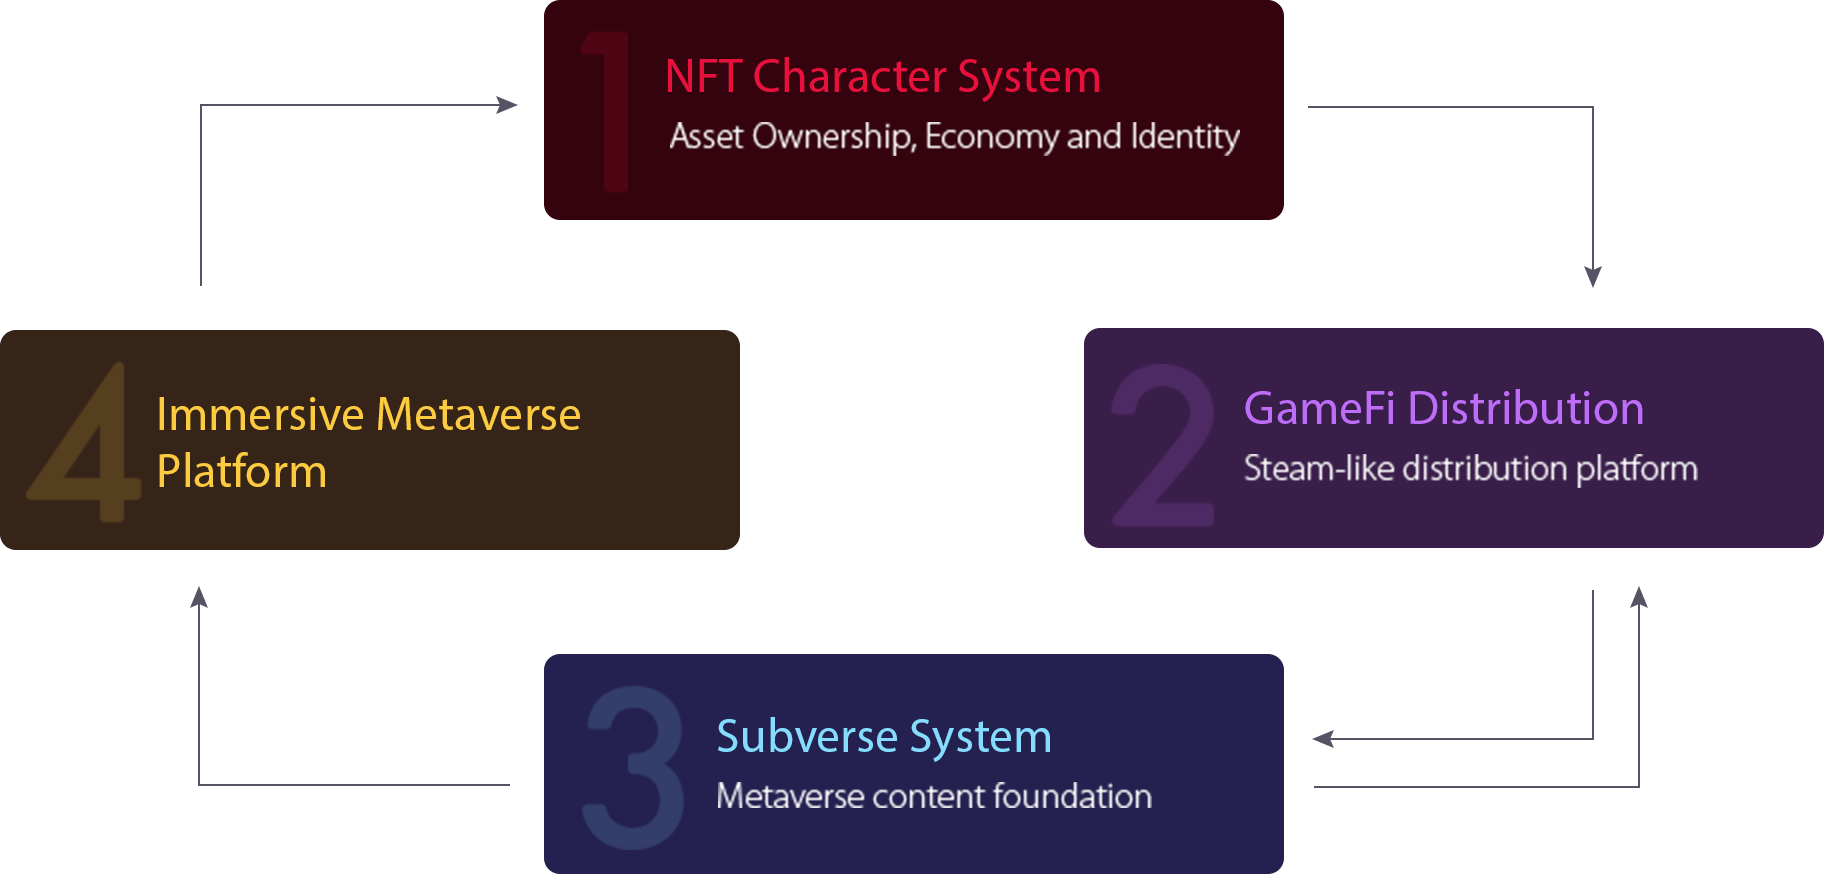 1
NFT Character System
Asset Ownership, Economy and Identity
2
GameFi Distribution
Steam-like distribution platform
3
Subverse System
Metaverse content foundation
4
Immersive Metaverse
Platform